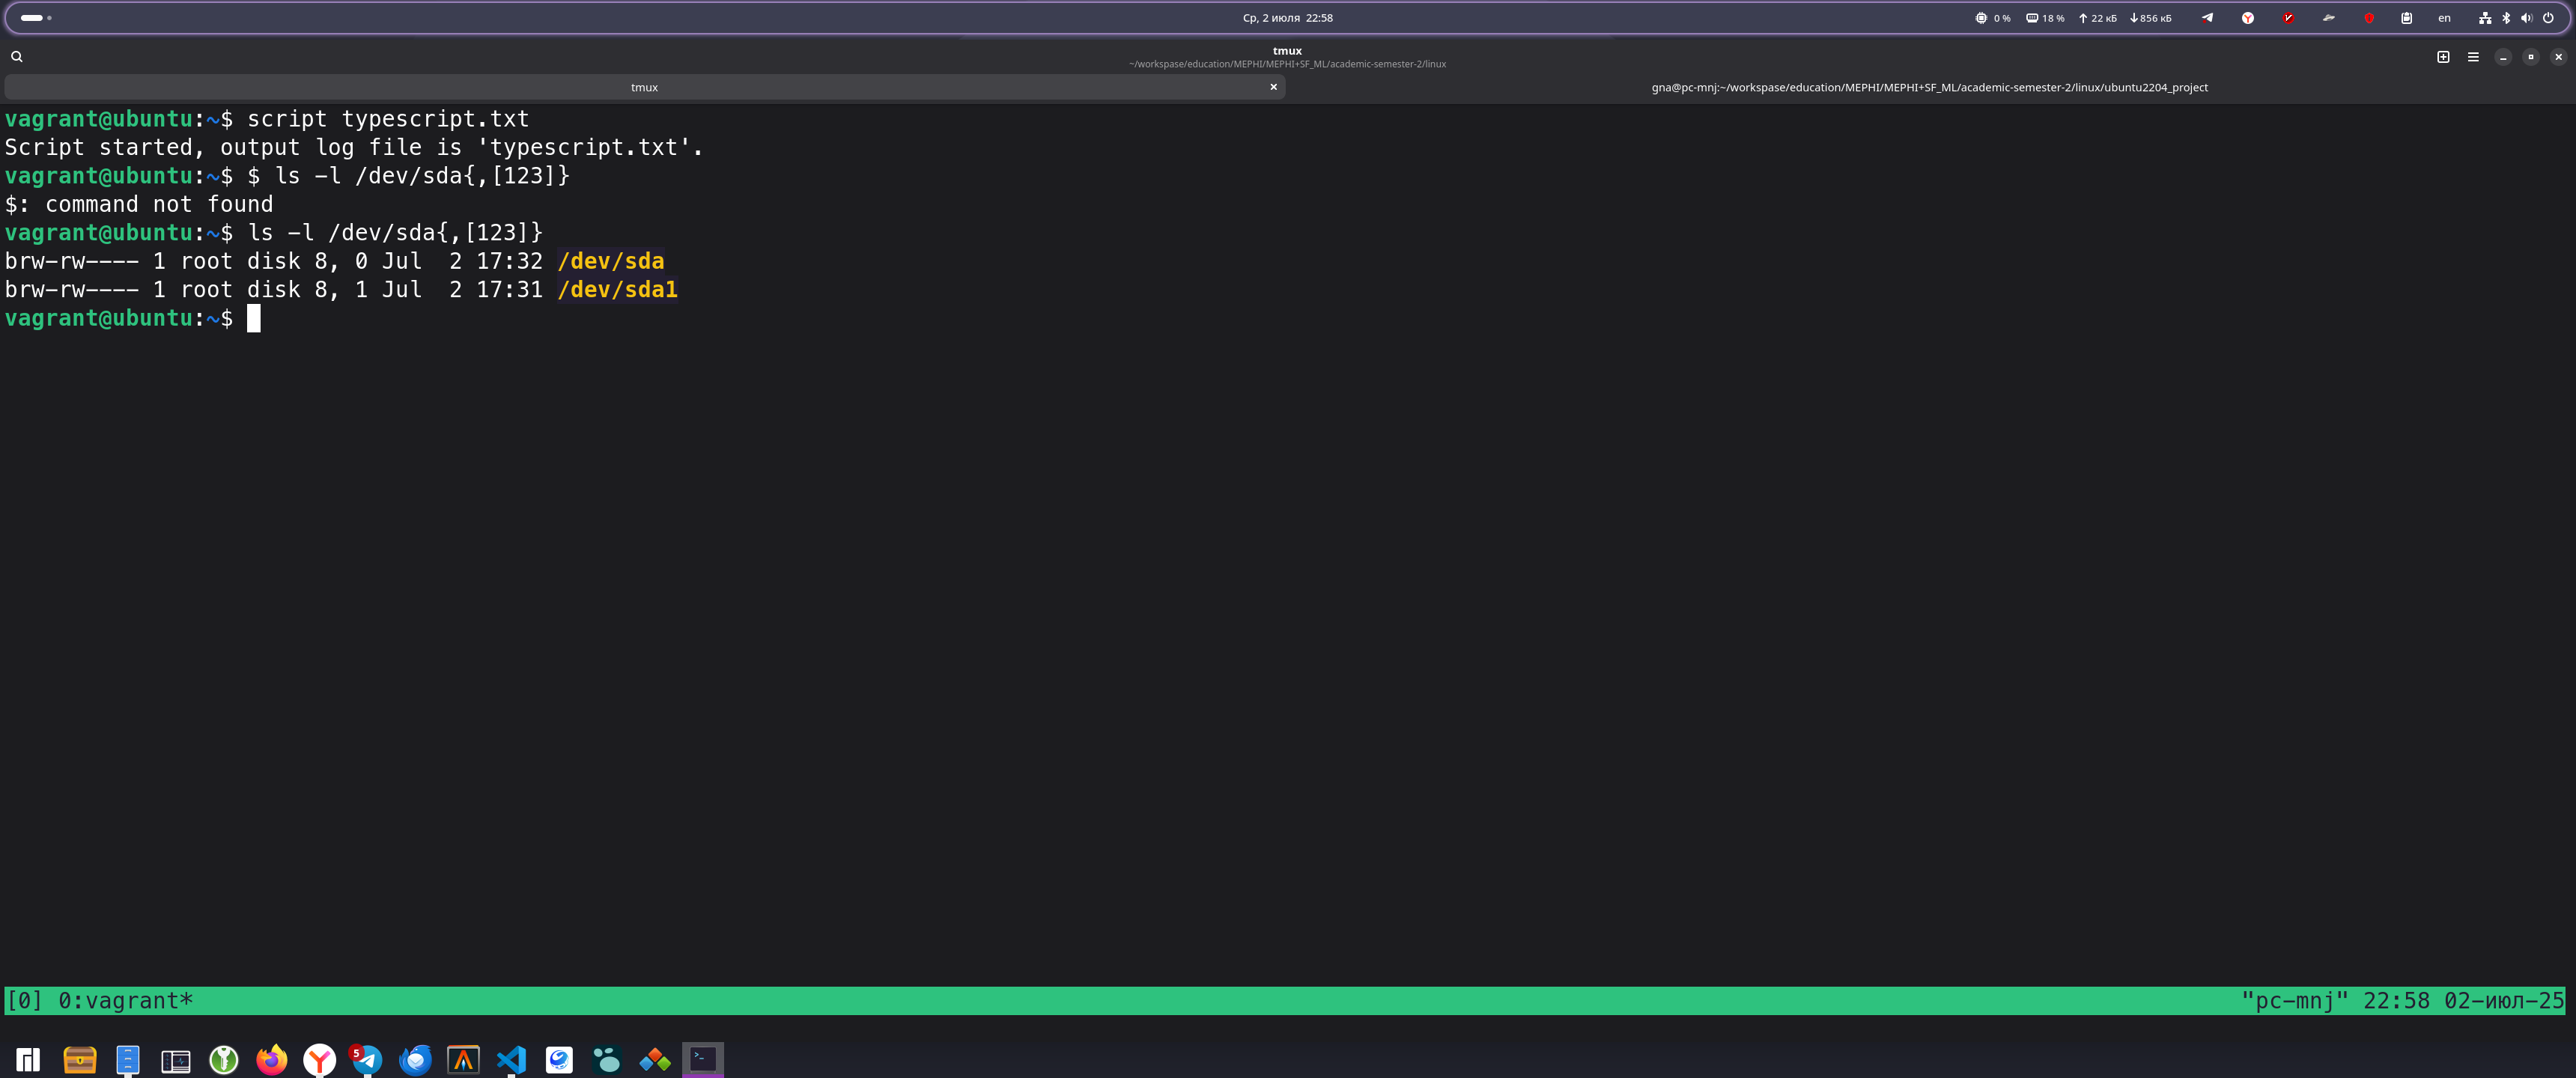 Ср, 2 июля 22:58
0 %
18 %
22 кБ
856 кБ
en
tmux
~/workspase/education/MEPHI/MEPHI+SF_ML/academic-semester-2/linux
tmux
gna@pc-mnj:~/workspase/education/MEPHI/MEPHI+SF_ML/academic-semester-2/linux/ubuntu2204_project
vagrant@ubuntu:~$ script typescript.txt
Script started, output log file is 'typescript.txt'.
vagrant@ubuntu:~$ $ ls -l /dev/sda{,[123]}
$: command not found
vagrant@ubuntu:~$ ls -l /dev/sda{,[123]}
brw-rw---- 1 root disk 8, 0 Jul  2 17:32 /dev/sda
brw-rw---- 1 root disk 8, 1 Jul  2 17:31 /dev/sda1
vagrant@ubuntu:~$
[0] 0:vagrant*
"pc-mnj" 22:58 02-июл-25
5